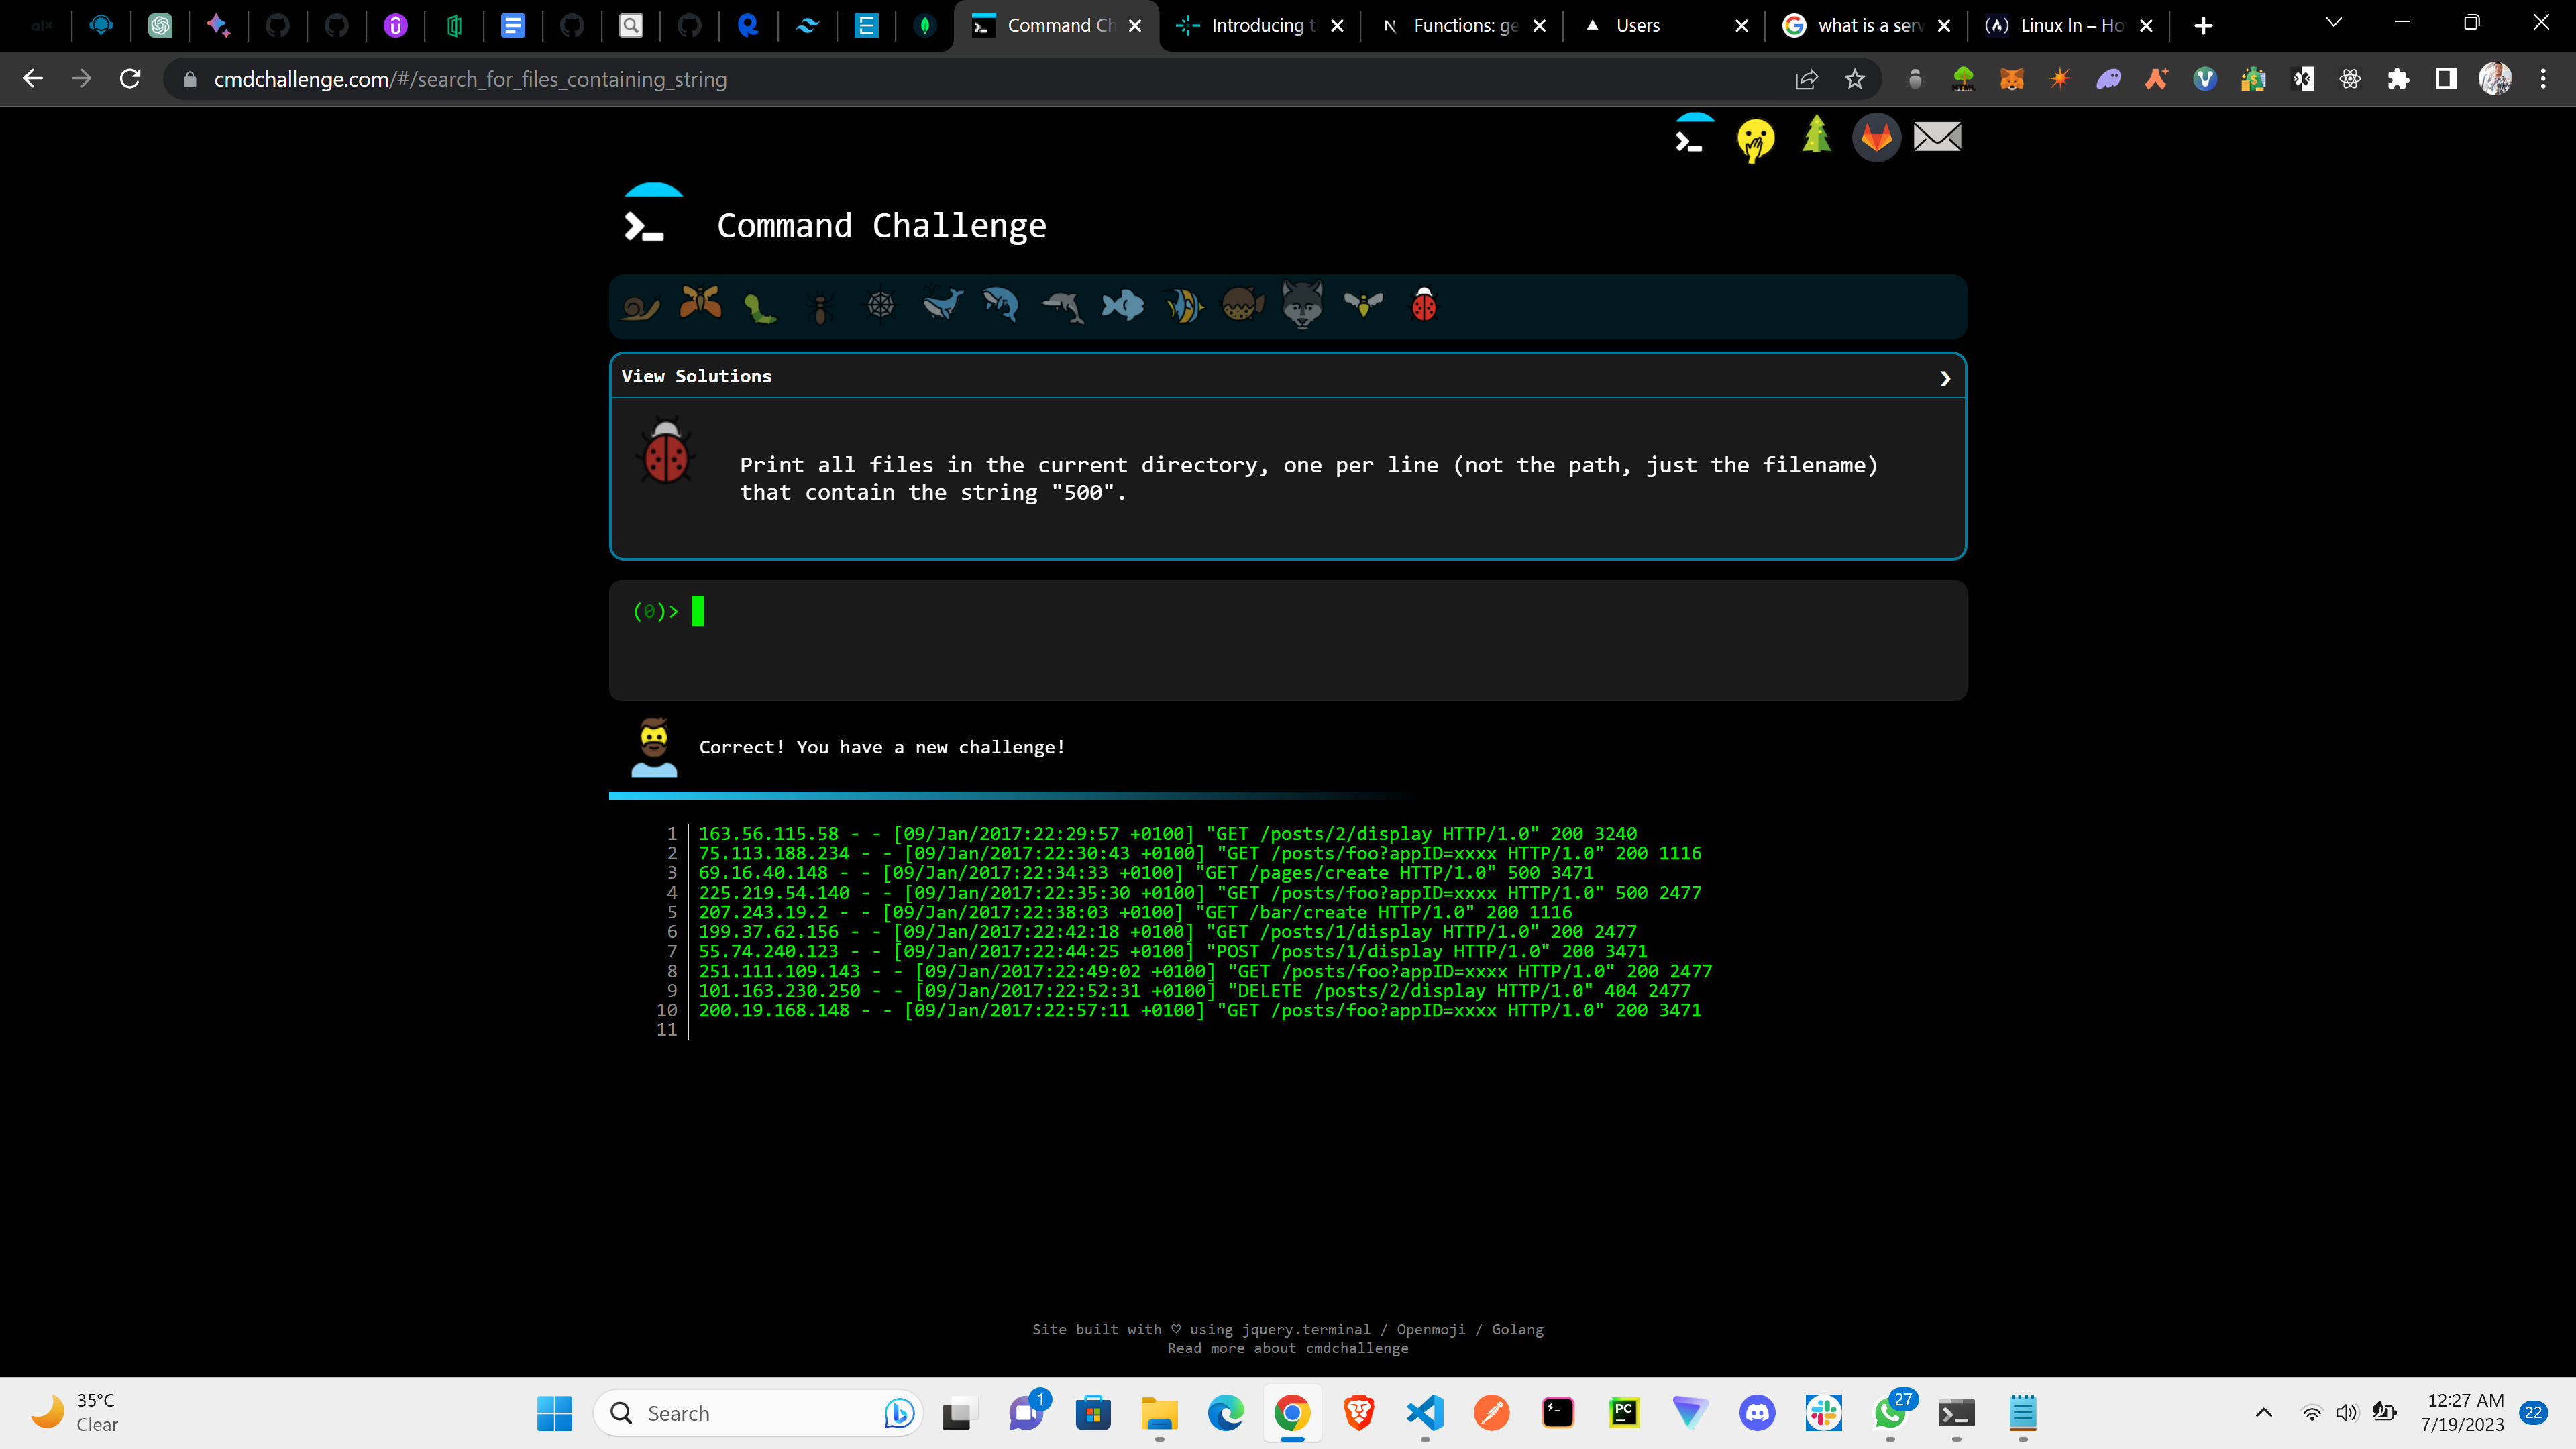 alx
Command Ch
Introducing t
Functions: ge
Users
what is a serv
Linux ln – Ho
cmdchallenge.com/#/search_for_files_containing_string
Command Challenge
View Solutions
Print all files in the current directory, one per line (not the path, just the filename)
that contain the string "500".
(0)>
Correct! You have a new challenge!
1 163.56.115.58 - - [09/Jan/2017:22:29:57 +0100] "GET /posts/2/display HTTP/1.0" 200 3240
2 75.113.188.234 - - [09/Jan/2017:22:30:43 +0100] "GET /posts/foo?appID=xxxx HTTP/1.0" 200 1116
3 69.16.40.148 - - [09/Jan/2017:22:34:33 +0100] "GET /pages/create HTTP/1.0" 500 3471
4 225.219.54.140 - - [09/Jan/2017:22:35:30 +0100] "GET /posts/foo?appID=xxxx HTTP/1.0" 500 2477
5 207.243.19.2 - - [09/Jan/2017:22:38:03 +0100] "GET /bar/create HTTP/1.0" 200 1116
6 199.37.62.156 - - [09/Jan/2017:22:42:18 +0100] "GET /posts/1/display HTTP/1.0" 200 2477
7 55.74.240.123 - - [09/Jan/2017:22:44:25 +0100] "POST /posts/1/display HTTP/1.0" 200 3471
8 251.111.109.143 - - [09/Jan/2017:22:49:02 +0100] "GET /posts/foo?appID=xxxx HTTP/1.0" 200 2477
9 101.163.230.250 - - [09/Jan/2017:22:52:31 +0100] "DELETE /posts/2/display HTTP/1.0" 404 2477
10 200.19.168.148 - - [09/Jan/2017:22:57:11 +0100] "GET /posts/foo?appID=xxxx HTTP/1.0" 200 3471
11
Site built with ♡ using jquery.terminal / Openmoji / Golang
Read more about cmdchallenge
35°C
Clear
Search
1
PC
27
12:27 AM
7/19/2023
22